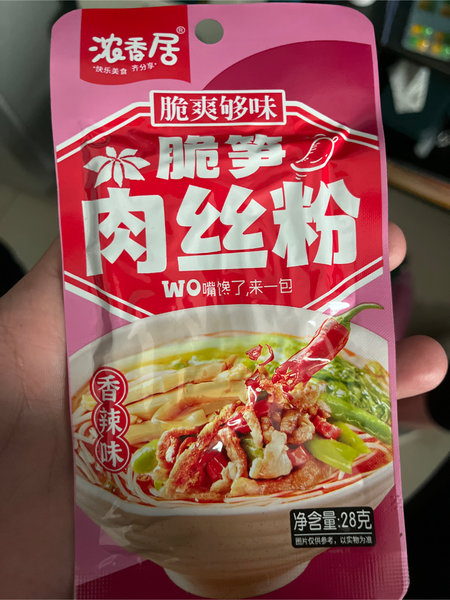 浓香居®
•快乐美食 齐分享•
脆爽够味
脆笋
肉丝粉
WO嘴馋了,来一包
香辣味
净含量:28克
图片仅供参考，以实物为准